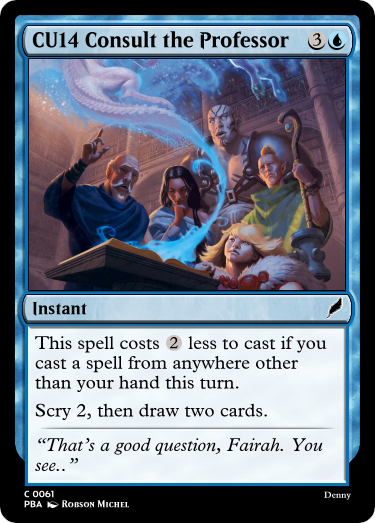 CU14 Consult the Professor 3
Instant
This spell costs 2 less to cast if you
cast a spell from anywhere other
than your hand this turn.
Scry 2, then draw two cards.
“That’s a good question, Fairah. You
see..”
C 0061
Denny
PBA Robson Michel